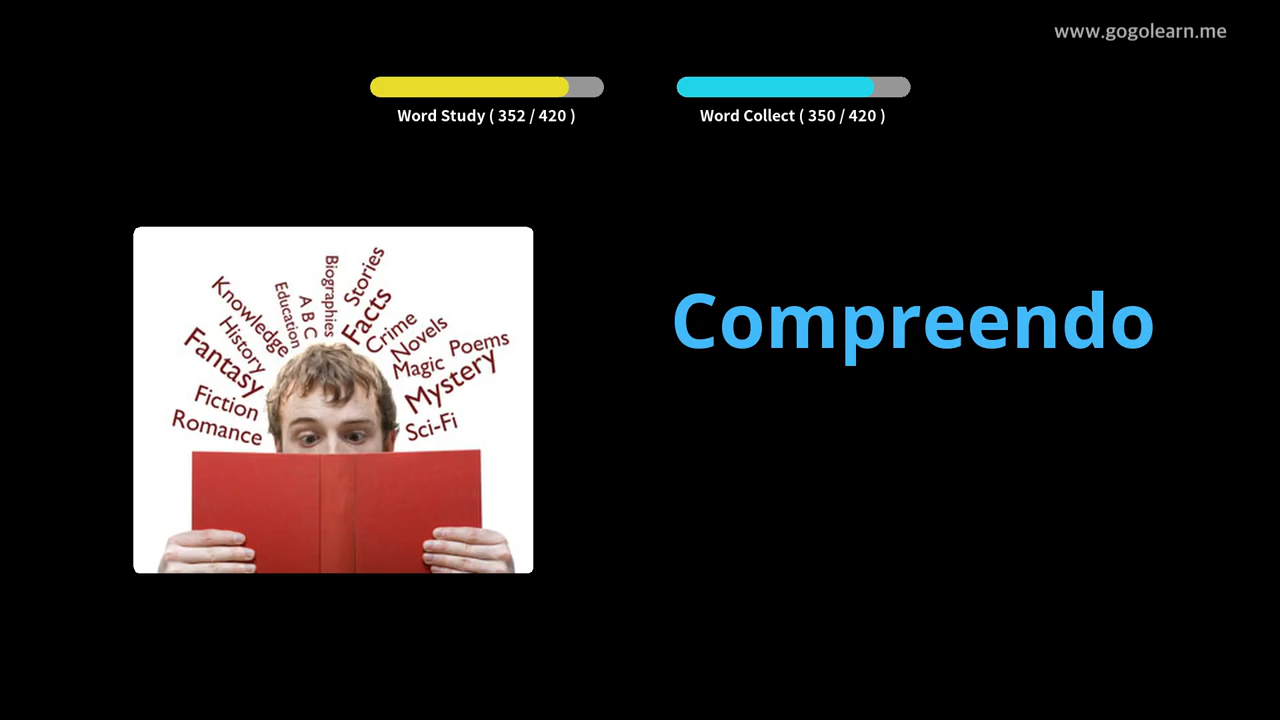 www.gogolearn.me
Word Study ( 352 / 420 )
Word Collect ( 350 / 420 )
Compreendo
Knowledge
Education
A B C
Biographies
Stories
Facts
Crime
Novels
Poems
Magic
Mystery
Sci-Fi
History
Fantasy
Fiction
Romance